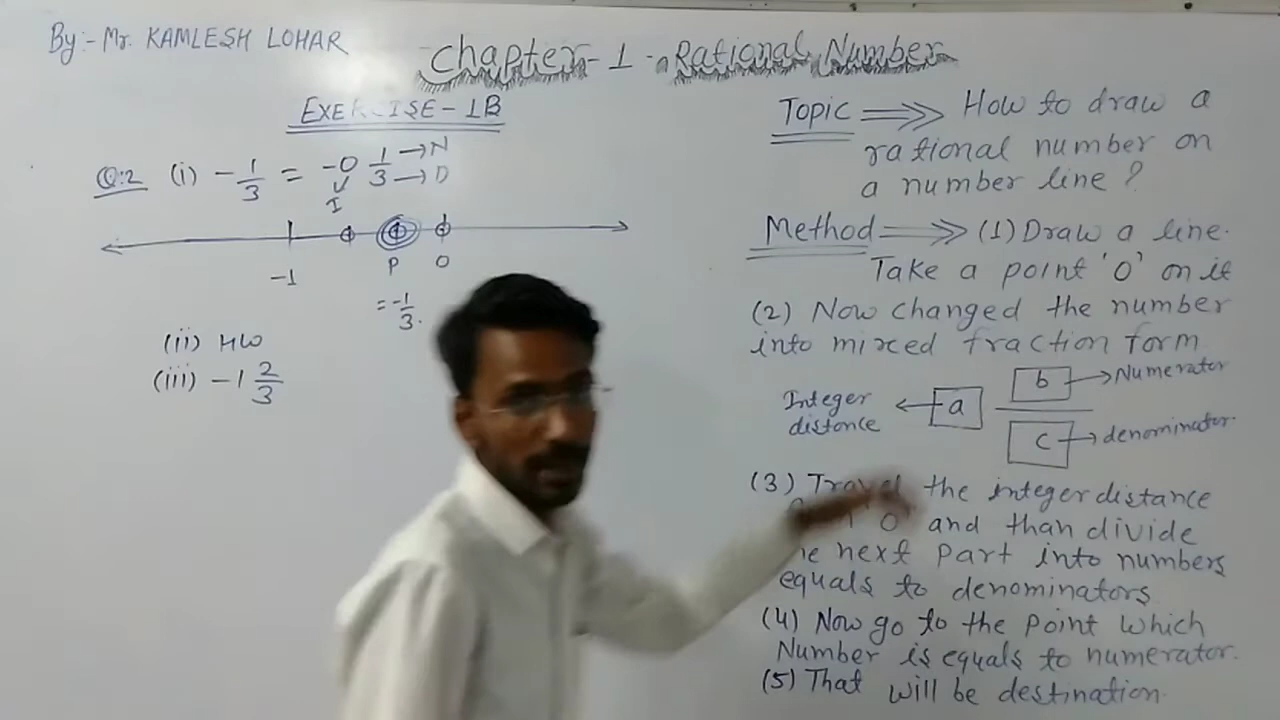 By:- Mr. KAMLESH LOHAR
Chapter-1 - Rational Number
EXERCISE-1B
Q:2 (i) -1/3 = -0 1/3 → N → D
I
-1 P 0
= -1/3.
(ii) HW
(iii) -1 2/3
Topic ⇒ How to draw a
rational number on
a number line?
Method ⇒ (1) Draw a line.
Take a point '0' on it
(2) Now changed the number
into mixed fraction form
Integer distance ← a b → Numerator
c → denominator
(3) Travel the integer distance
0 and than divide
next part into numbers
equals to denominators
(4) Now go to the point which
Number is equals to numerator.
(5) That will be destination.